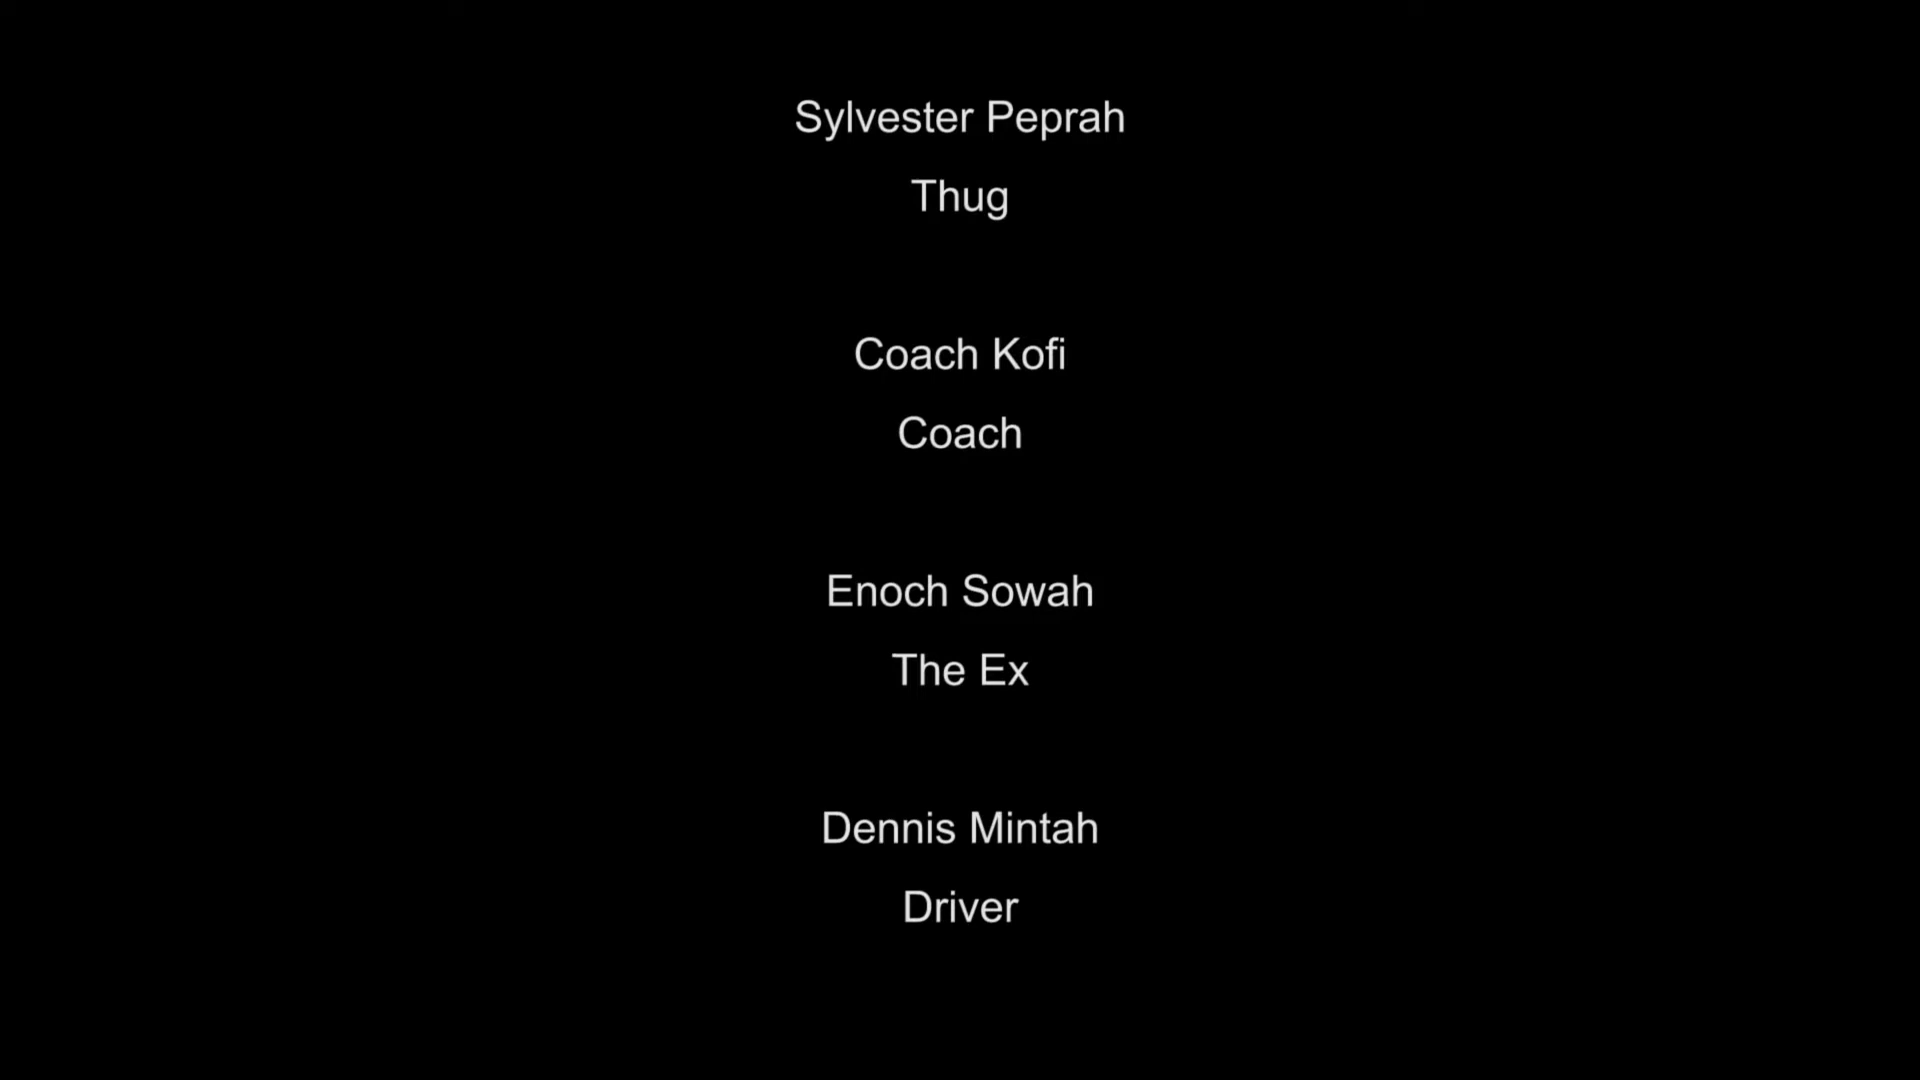 Sylvester Peprah
Thug
Coach Kofi
Coach
Enoch Sowah
The Ex
Dennis Mintah
Driver